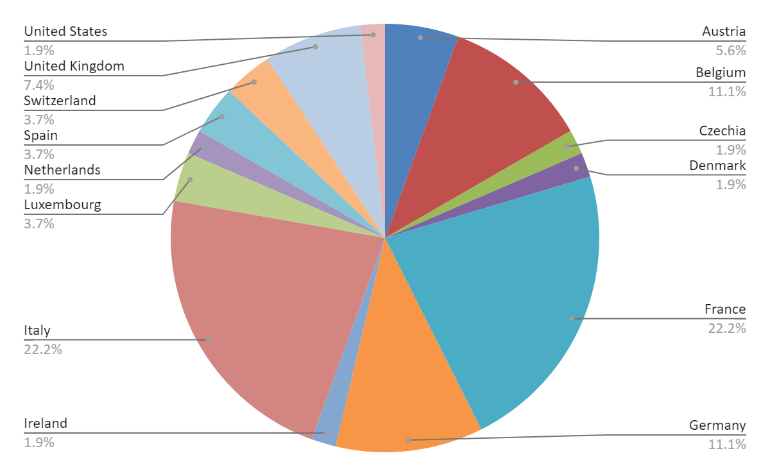 United States
1.9%
United Kingdom
7.4%
Switzerland
3.7%
Spain
3.7%
Netherlands
1.9%
Luxembourg
3.7%
Italy
22.2%
Ireland
1.9%
Austria
5.6%
Belgium
11.1%
Czechia
1.9%
Denmark
1.9%
France
22.2%
Germany
11.1%